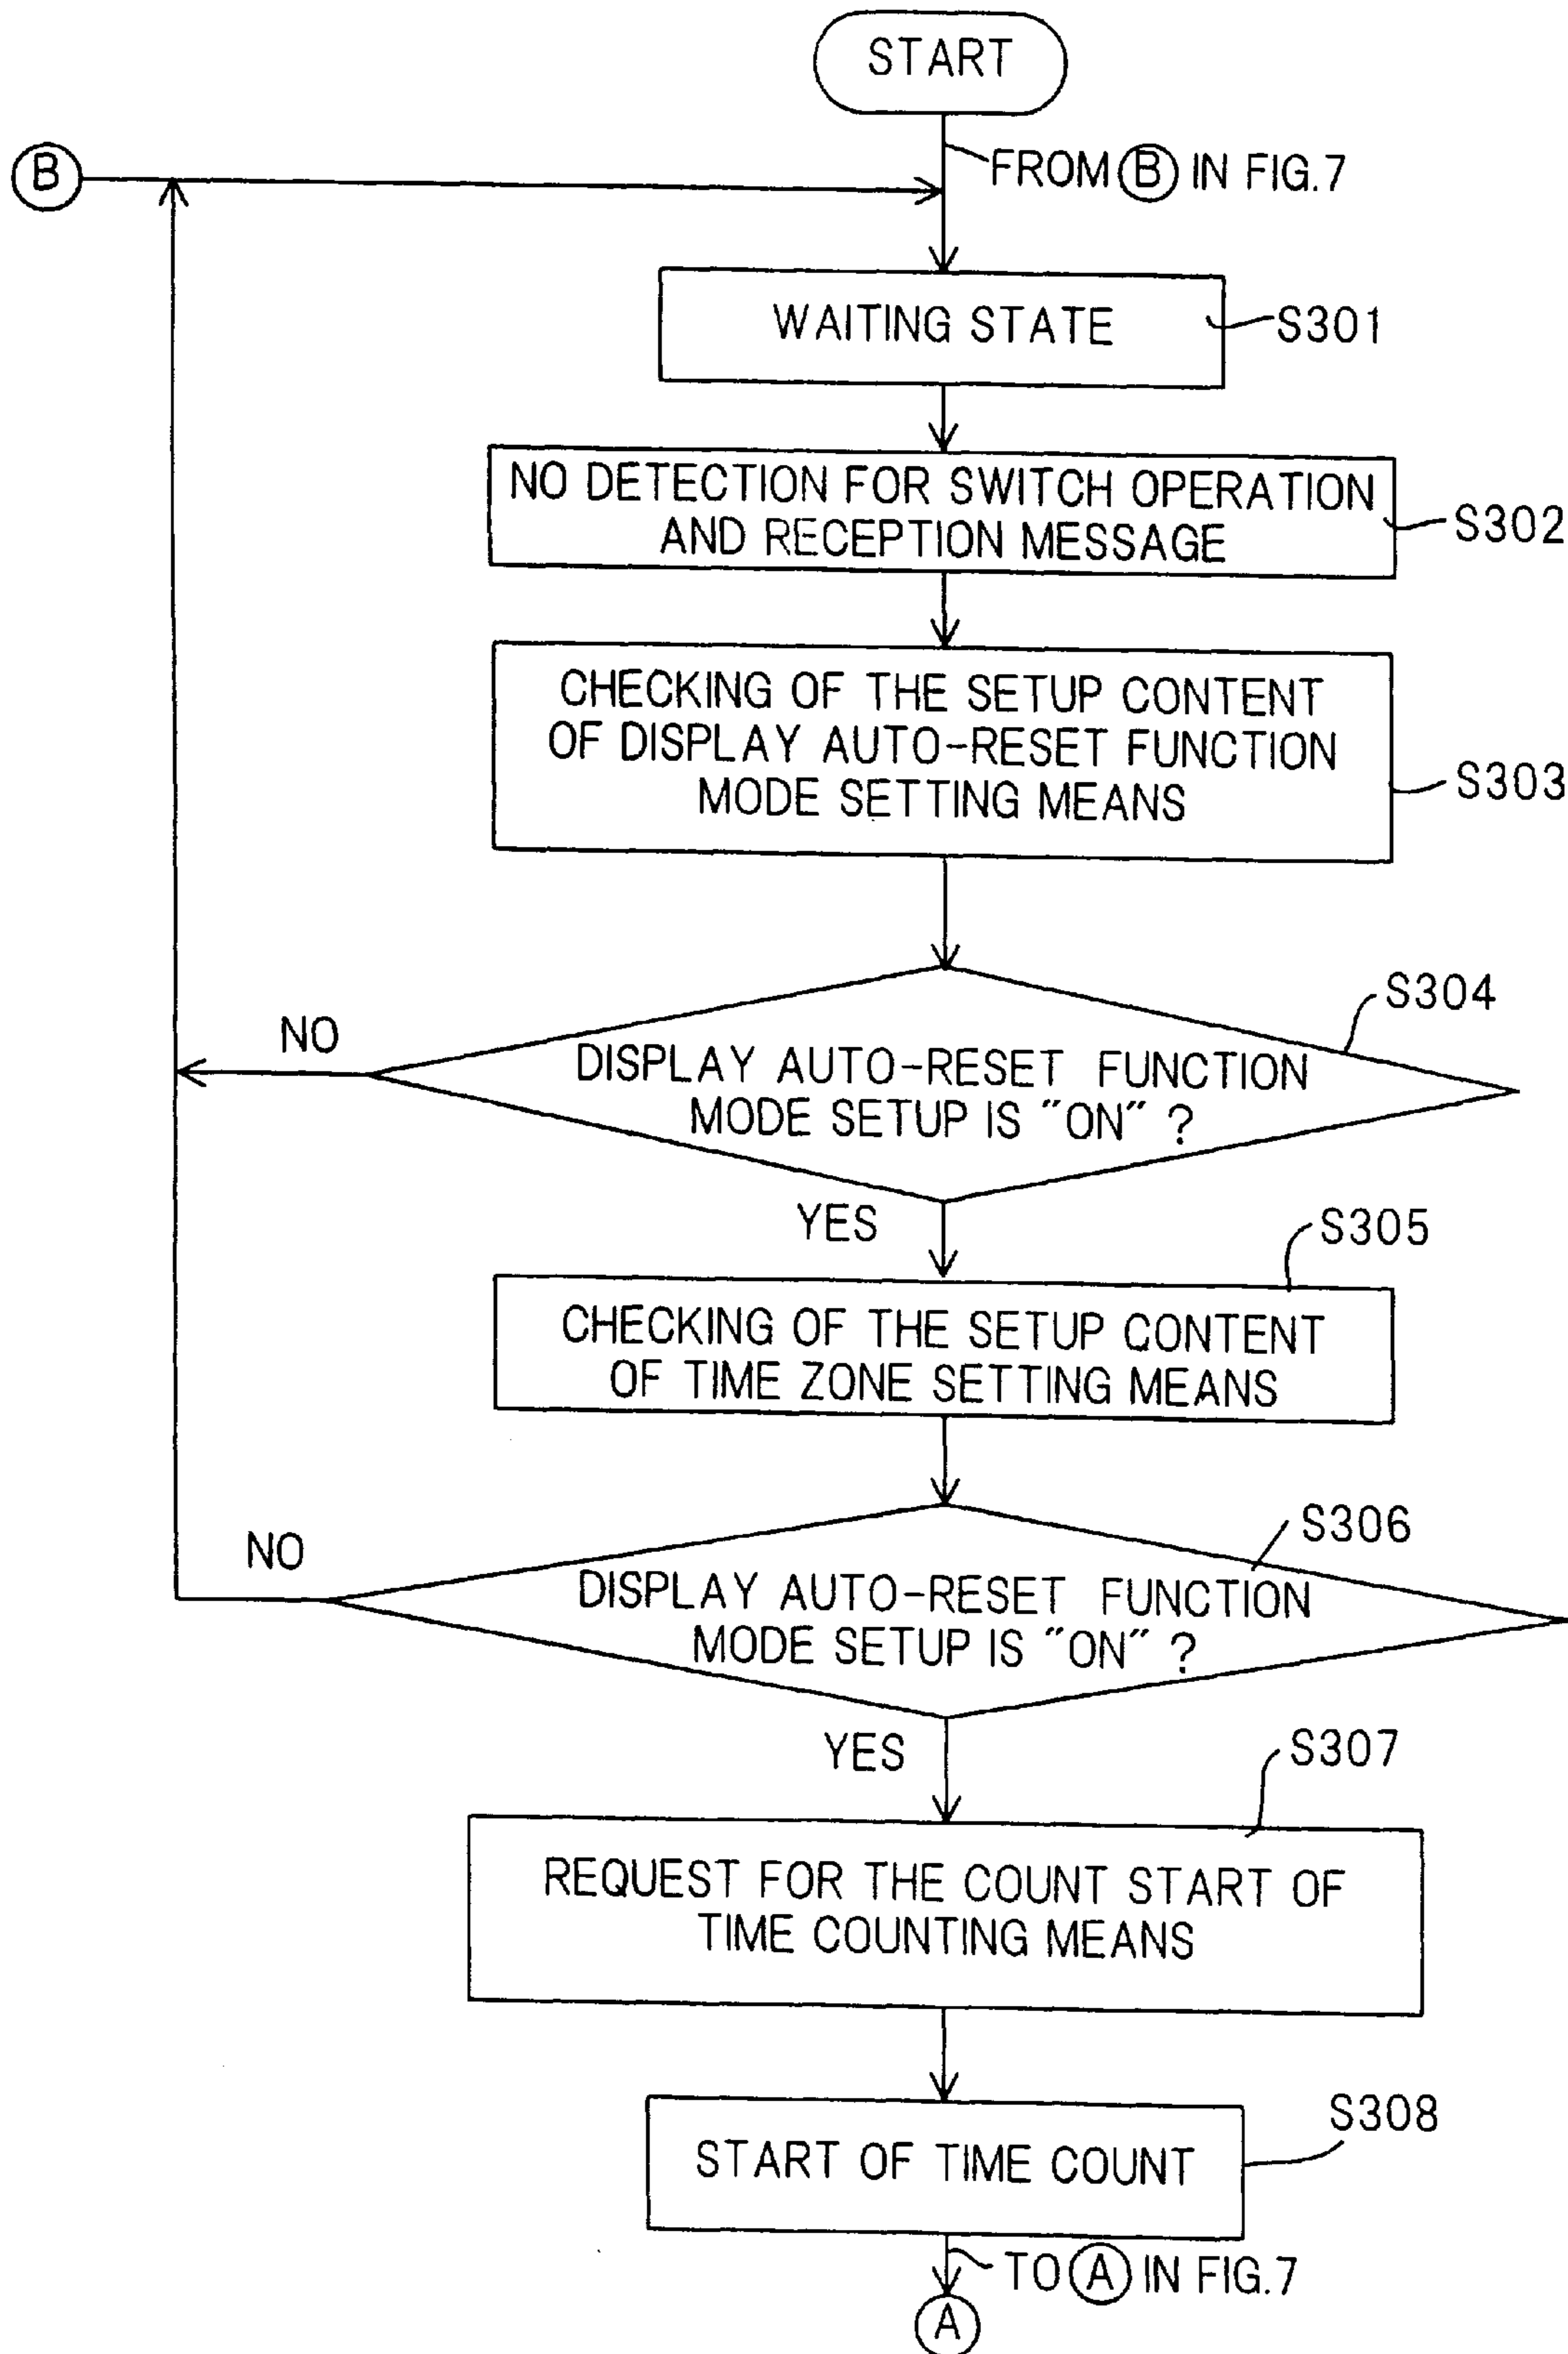 START
B
FROM B IN FIG.7
WAITING STATE
S301
NO DETECTION FOR SWITCH OPERATION
AND RECEPTION MESSAGE
S302
CHECKING OF THE SETUP CONTENT
OF DISPLAY AUTO-RESET FUNCTION
MODE SETTING MEANS
S303
S304
NO
DISPLAY AUTO-RESET FUNCTION
MODE SETUP IS "ON" ?
YES
S305
CHECKING OF THE SETUP CONTENT
OF TIME ZONE SETTING MEANS
S306
NO
DISPLAY AUTO-RESET FUNCTION
MODE SETUP IS "ON" ?
YES
S307
REQUEST FOR THE COUNT START OF
TIME COUNTING MEANS
S308
START OF TIME COUNT
TO A IN FIG.7
A